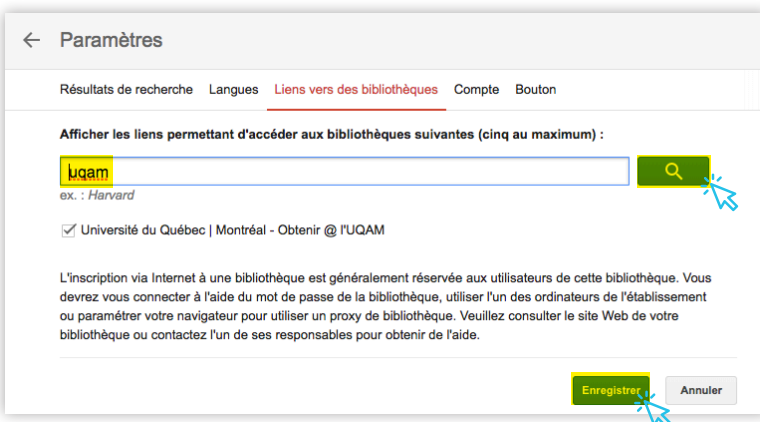 Paramètres
Résultats de recherche Langues Liens vers des bibliothèques Compte Bouton
Afficher les liens permettant d'accéder aux bibliothèques suivantes (cinq au maximum) :
uqam
ex. : Harvard
Université du Québec | Montréal - Obtenir @ l'UQAM
L'inscription via Internet à une bibliothèque est généralement réservée aux utilisateurs de cette bibliothèque. Vous
devrez vous connecter à l'aide du mot de passe de la bibliothèque, utiliser l'un des ordinateurs de l'établissement
ou paramétrer votre navigateur pour utiliser un proxy de bibliothèque. Veuillez consulter le site Web de votre
bibliothèque ou contactez l'un de ses responsables pour obtenir de l'aide.
Enregistrer Annuler